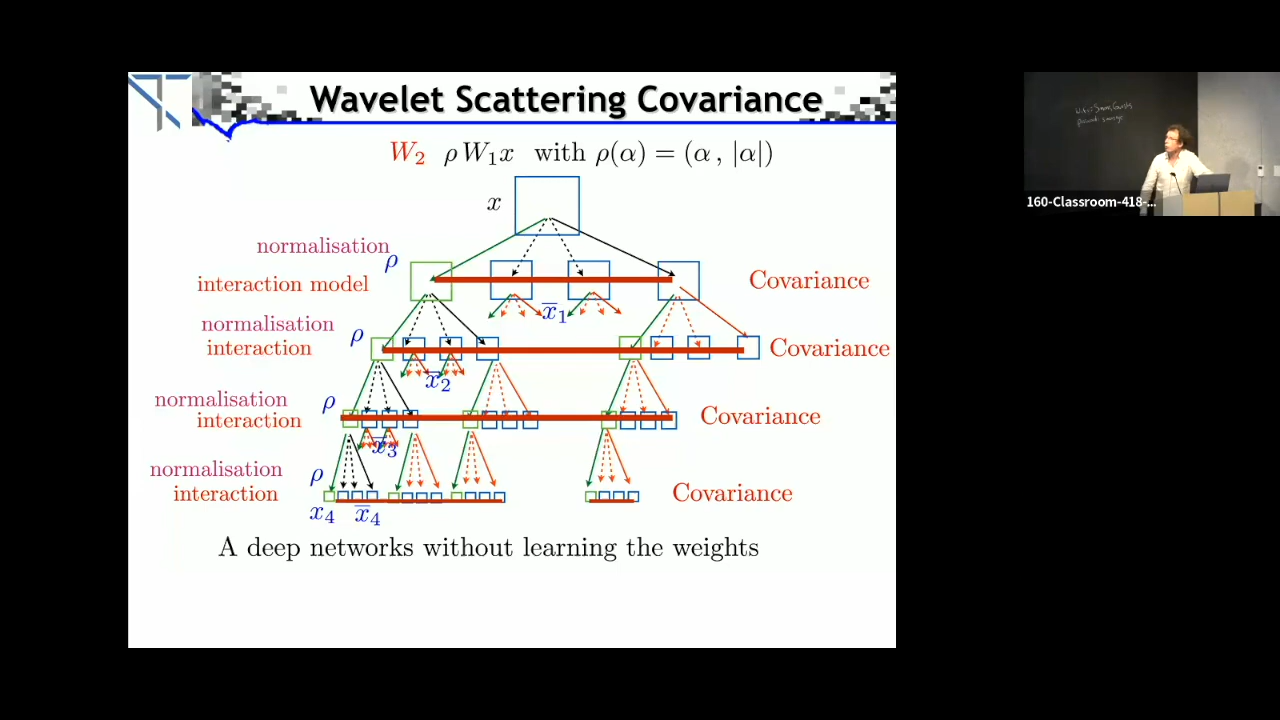 Wavelet Scattering Covariance
W₂ ρ W₁x with ρ(α) = (α , |α|)
x
normalisation
ρ
interaction model
Covariance
x̅₁
normalisation
ρ
interaction
Covariance
x̅₂
normalisation
ρ
interaction
Covariance
x̅₃
normalisation
ρ
interaction
Covariance
x₄ x̅₄
A deep networks without learning the weights
160-Classroom-418-...